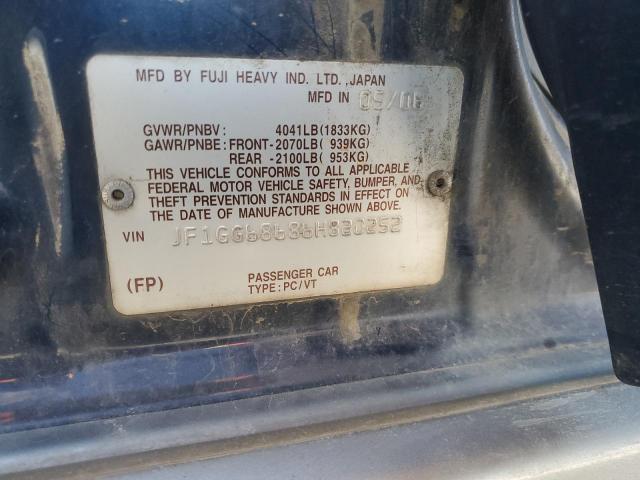 MFD BY FUJI HEAVY IND. LTD.,JAPAN
MFD IN 05/06
GVWR/PNBV: 4041LB(1833KG)
GAWR/PNBE: FRONT-2070LB( 939KG)
REAR -2100LB( 953KG)
THIS VEHICLE CONFORMS TO ALL APPLICABLE
FEDERAL MOTOR VEHICLE SAFETY, BUMPER, AND
THEFT PREVENTION STANDARDS IN EFFECT ON
THE DATE OF MANUFACTURE SHOWN ABOVE.
VIN JF1GG68686H820252
PASSENGER CAR
(FP) TYPE:PC/VT